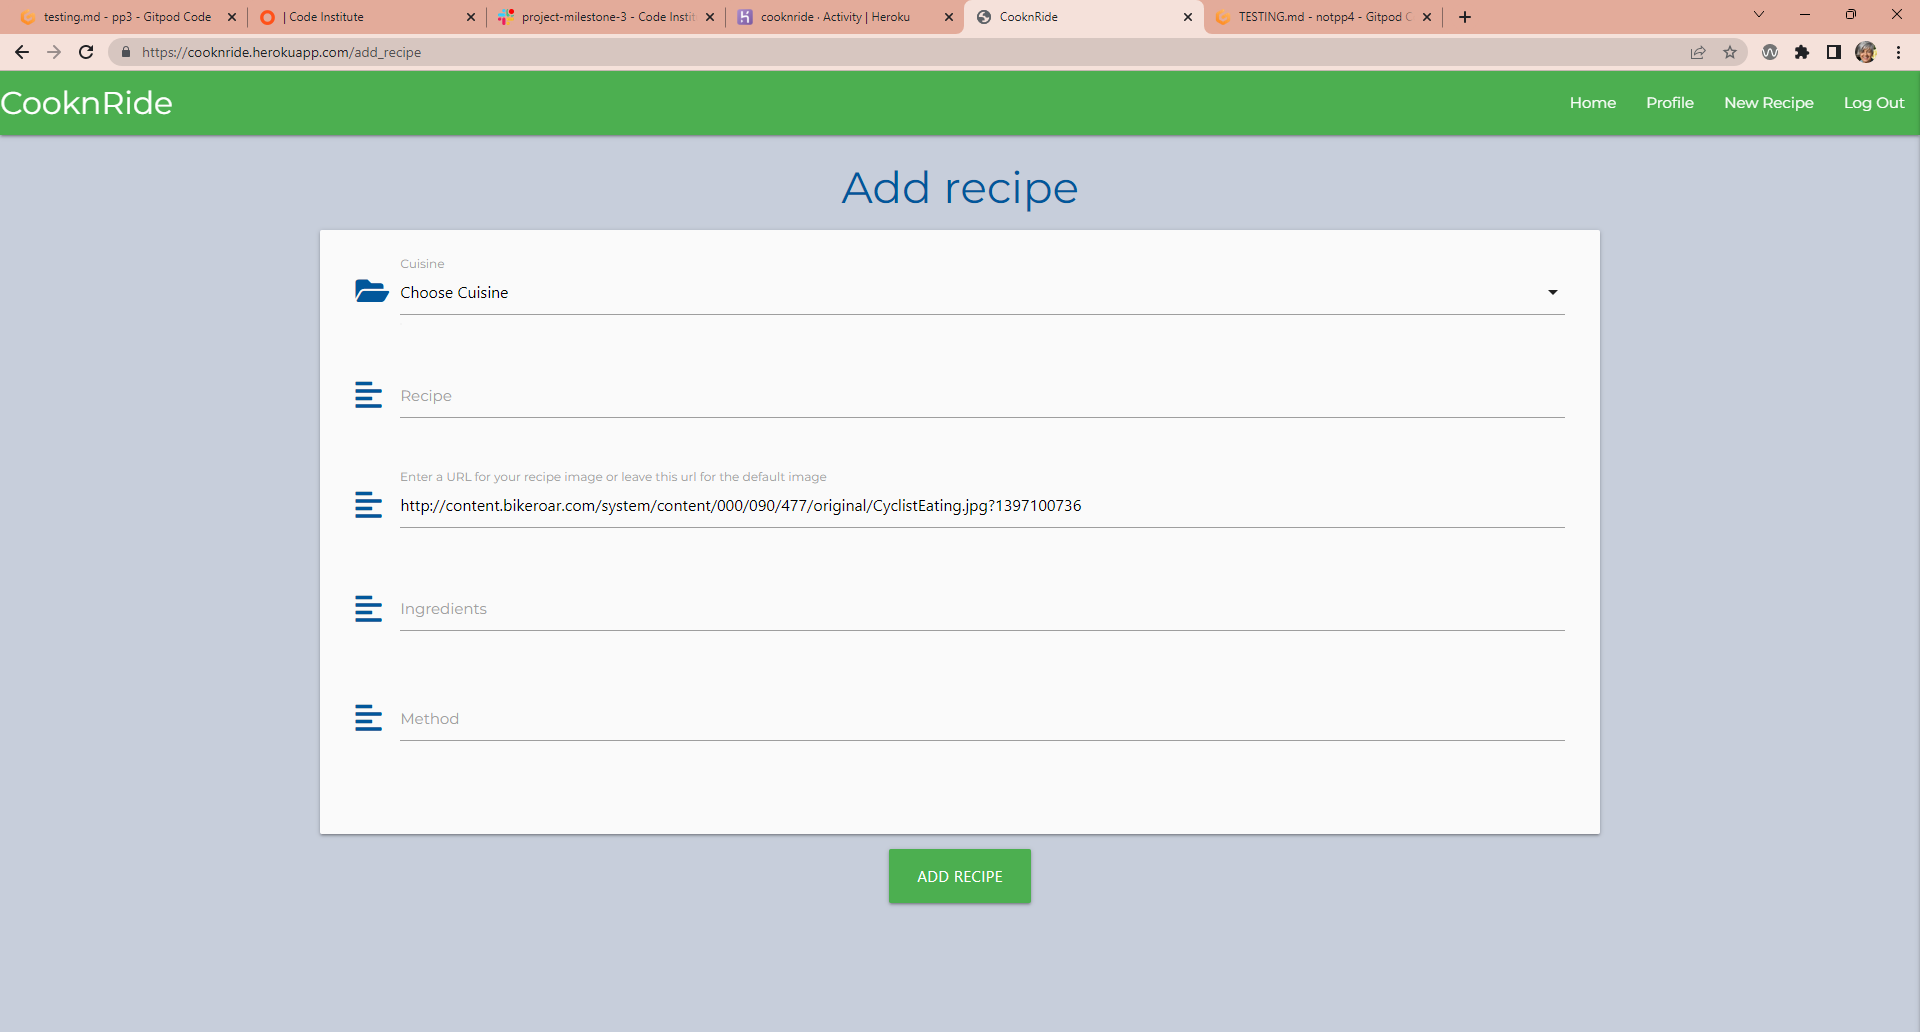 testing.md - pp3 - Gitpod Code
| Code Institute
project-milestone-3 - Code Instit
cooknride · Activity | Heroku
CooknRide
TESTING.md - notpp4 - Gitpod C
https://cooknride.herokuapp.com/add_recipe
CooknRide
Home
Profile
New Recipe
Log Out
Add recipe
Cuisine
Choose Cuisine
Recipe
Enter a URL for your recipe image or leave this url for the default image
http://content.bikeroar.com/system/content/000/090/477/original/CyclistEating.jpg?1397100736
Ingredients
Method
ADD RECIPE